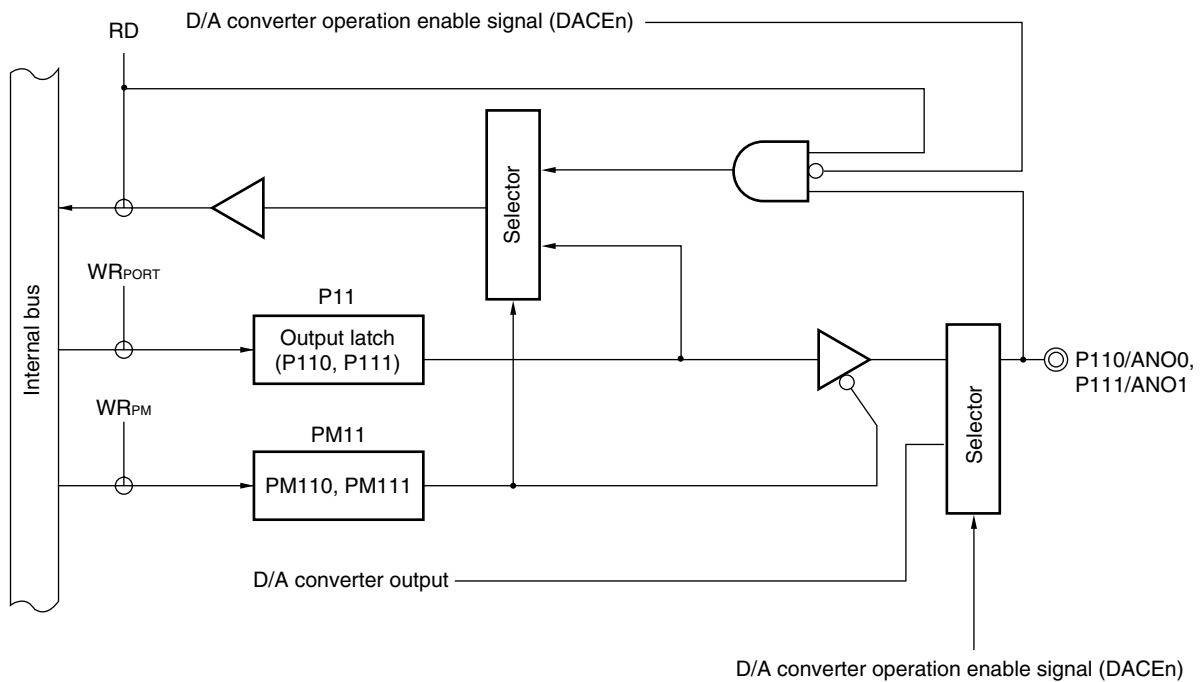 D/A converter operation enable signal (DACEn)
RD
Selector
Internal bus
WRPORT
P11
Output latch
(P110, P111)
P110/ANO0,
P111/ANO1
WRPM
PM11
PM110, PM111
Selector
D/A converter output
D/A converter operation enable signal (DACEn)